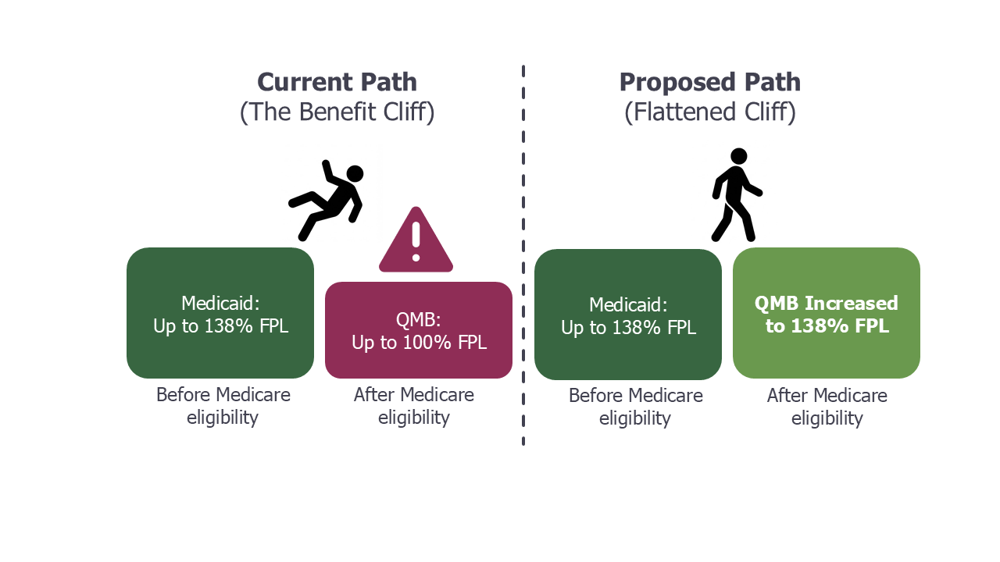 Current Path
(The Benefit Cliff)
Medicaid:
Up to 138% FPL
QMB:
Up to 100% FPL
Before Medicare
eligibility
After Medicare
eligibility
Proposed Path
(Flattened Cliff)
Medicaid:
Up to 138% FPL
QMB Increased
to 138% FPL
Before Medicare
eligibility
After Medicare
eligibility